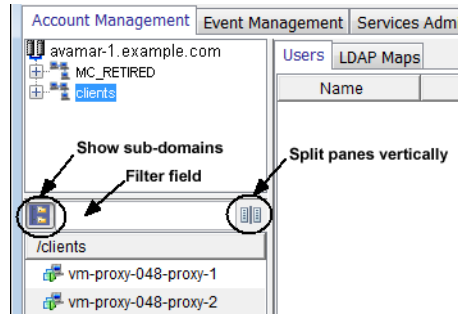 Account Management Event Management Services Adm
avamar-1.example.com
MC_RETIRED
clients
Users LDAP Maps
Name
Show sub-domains
Filter field
Split panes vertically
/clients
vm-proxy-048-proxy-1
vm-proxy-048-proxy-2